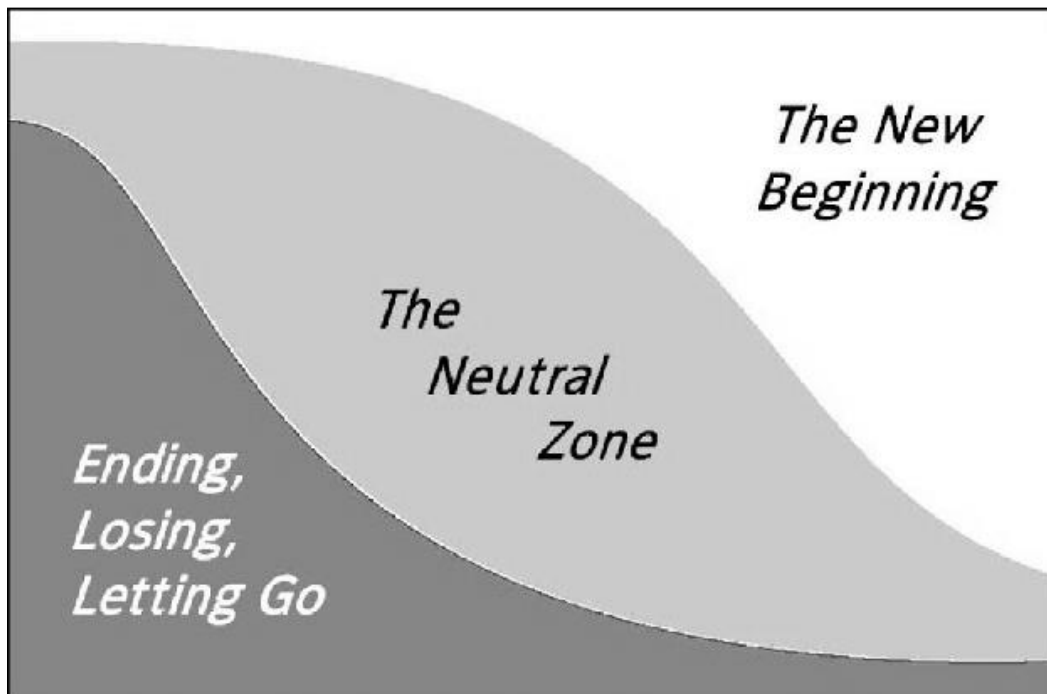 The New
Beginning
The
Neutral
Zone
Ending,
Losing,
Letting Go